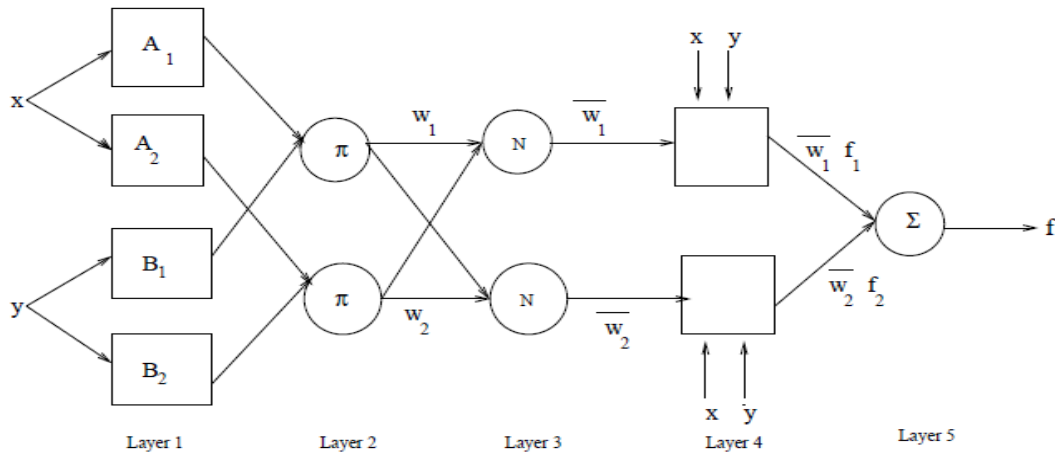 x y
A1
x
A2
π
w1
N
w̅1
w̅1 f1
Σ
f
B1
y
B2
π
w2
N
w̅2
w̅2 f2
x y
Layer 1
Layer 2
Layer 3
Layer 4
Layer 5